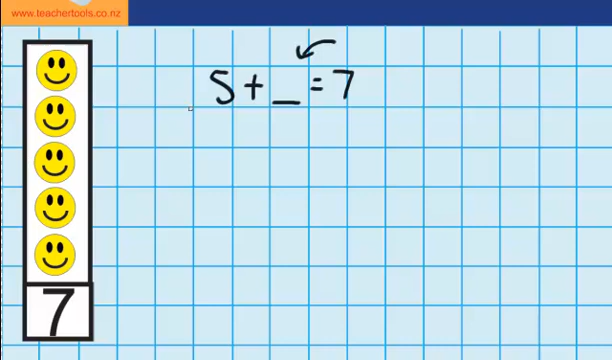 www.teachertools.co.nz
5 + _ = 7
7